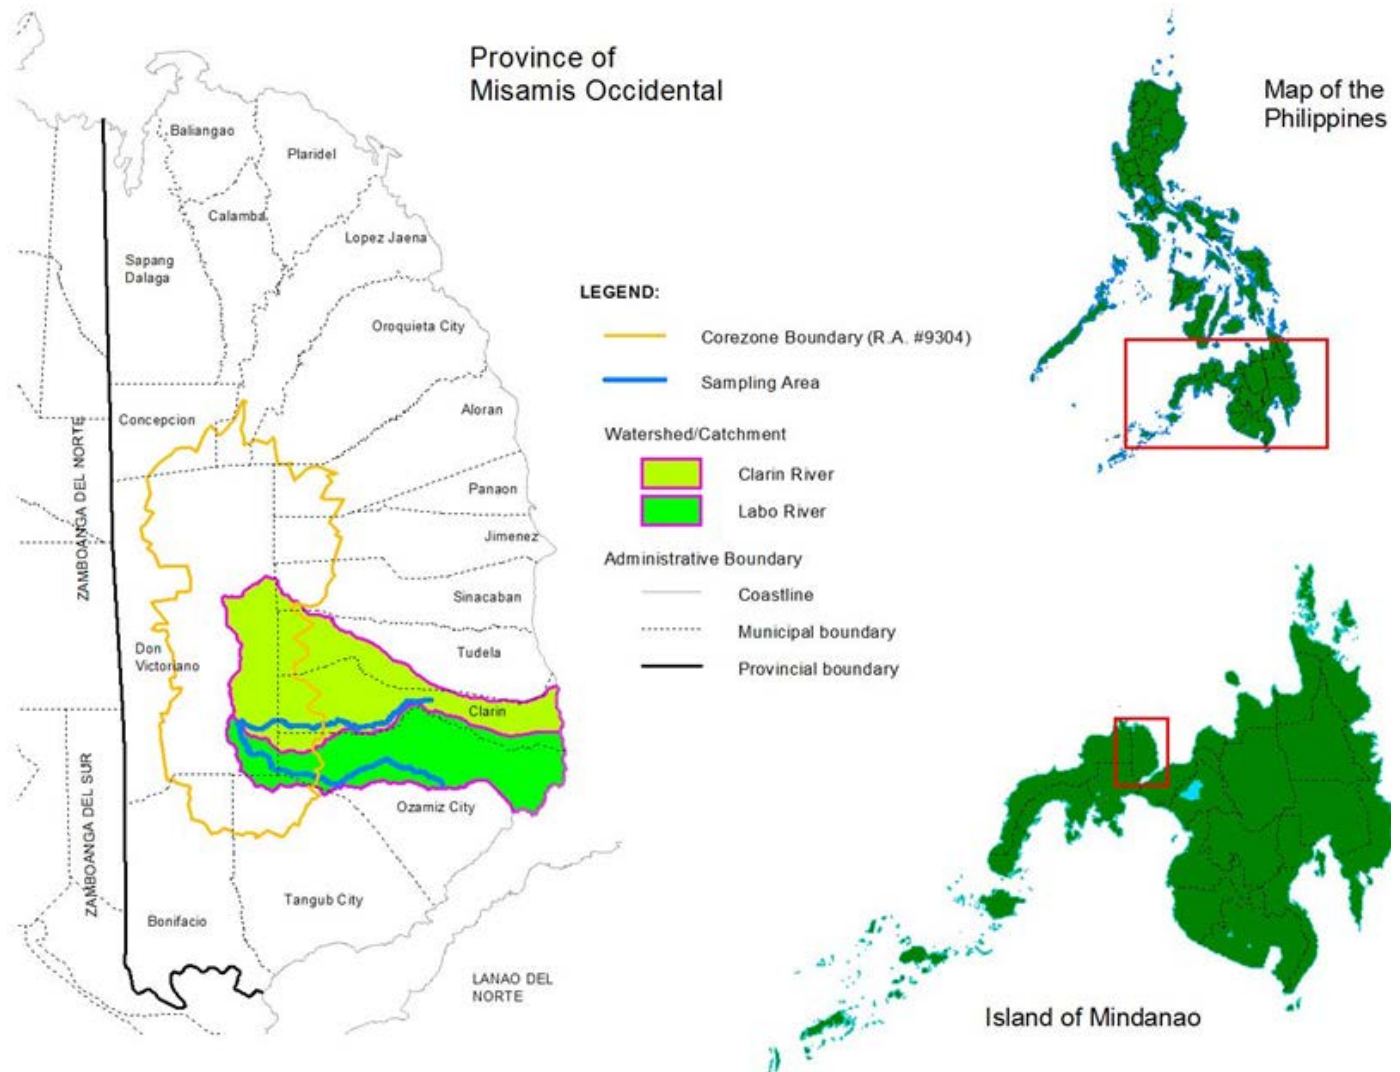 Province of
Misamis Occidental
Map of the
Philippines
Baliangao
Plaridel
Calamba
Lopez Jaena
Sapang
Dalaga
Oroquieta City
Concepcion
Aloran
Panaon
Jimenez
Sinacaban
Tudela
Don
Victoriano
Clarin
Ozamiz City
Tangub City
Bonifacio
ZAMBOANGA DEL NORTE
ZAMBOANGA DEL SUR
LANAO DEL
NORTE
LEGEND:
Corezone Boundary (R.A. #9304)
Sampling Area
Watershed/Catchment
Clarin River
Labo River
Administrative Boundary
Coastline
Municipal boundary
Provincial boundary
Island of Mindanao